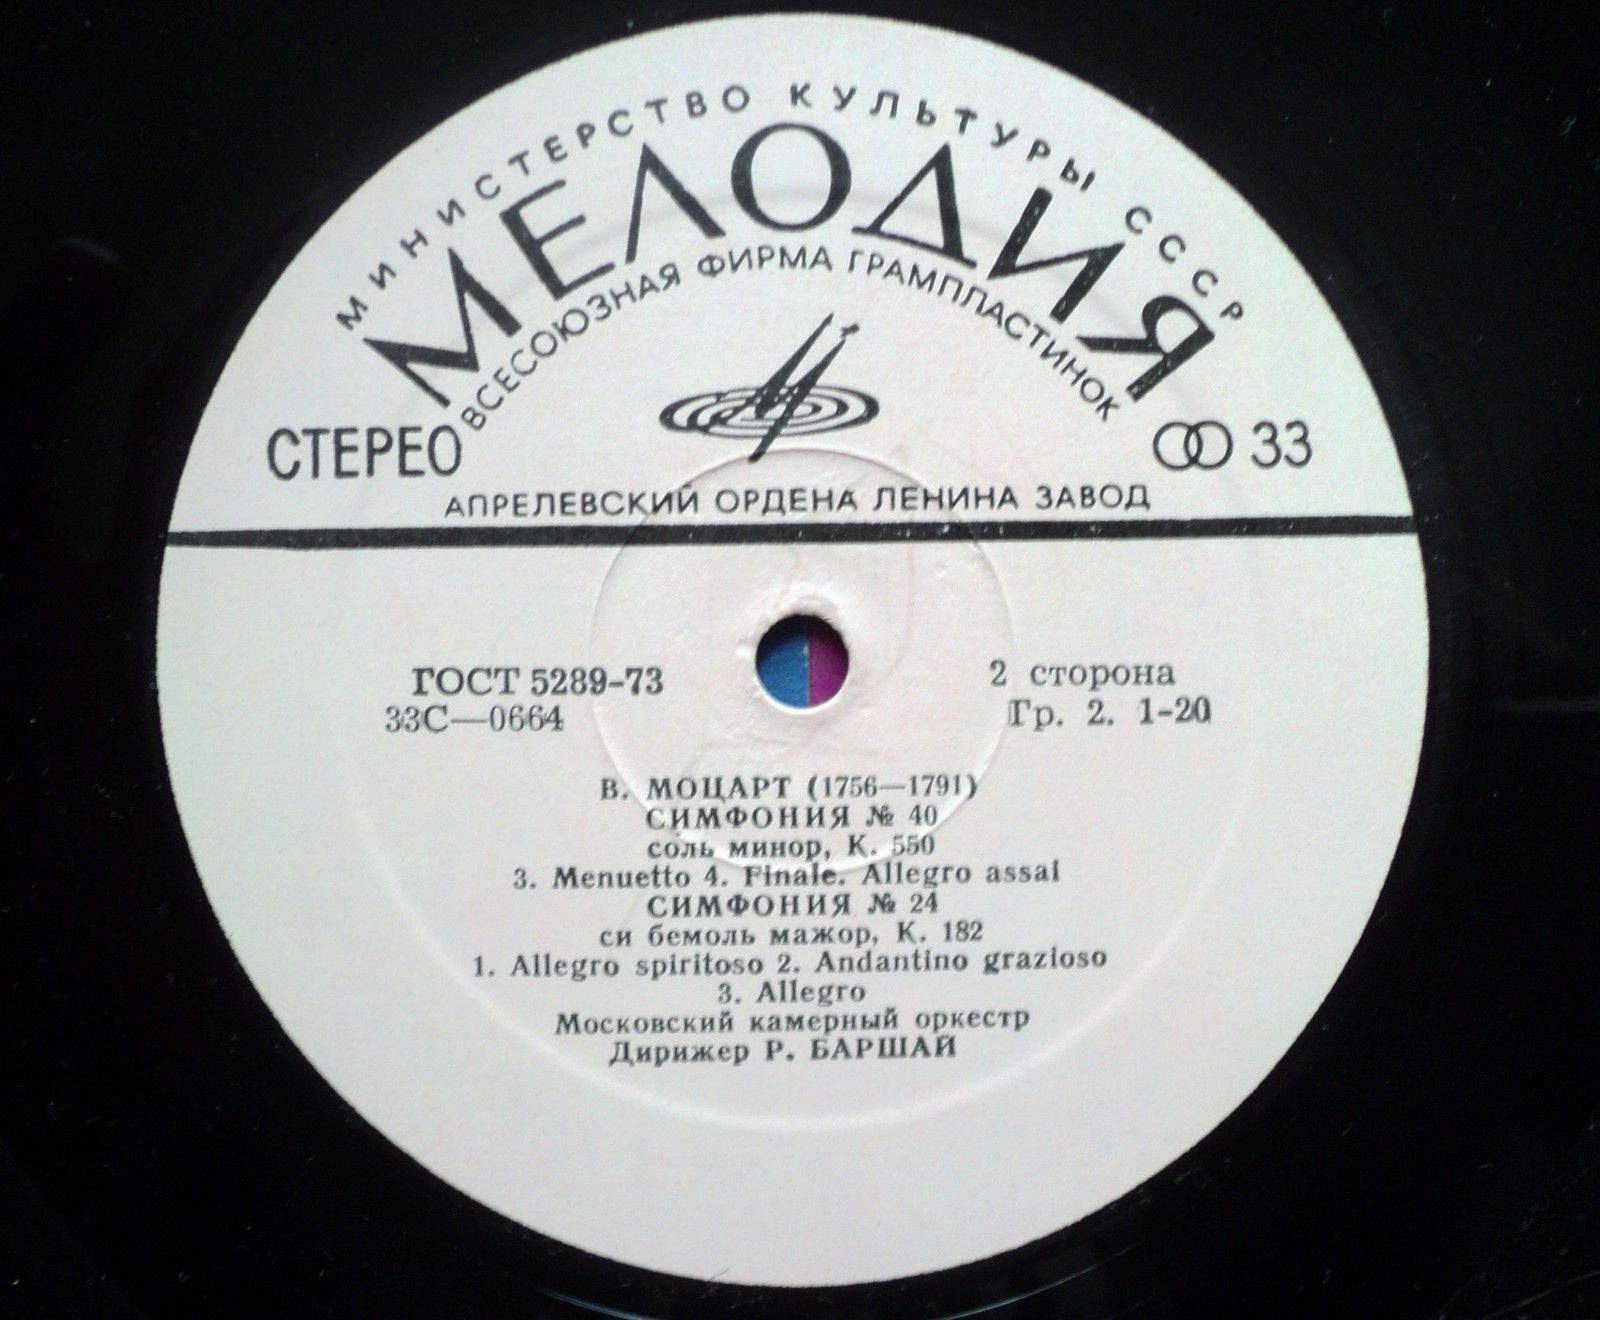 МИНИСТЕРСТВО КУЛЬТУРЫ СССР
МЕЛОДИЯ
ВСЕСОЮЗНАЯ ФИРМА ГРАМПЛАСТИНОК
СТЕРЕО
33
АПРЕЛЕВСКИЙ ОРДЕНА ЛЕНИНА ЗАВОД
ГОСТ 5289-73
33С—0664
2 сторона
Гр. 2. 1-20
В. МОЦАРТ (1756—1791)
СИМФОНИЯ № 40
соль минор, К. 550
3. Menuetto 4. Finale. Allegro assai
СИМФОНИЯ № 24
си бемоль мажор, К. 182
1. Allegro spiritoso 2. Andantino grazioso
3. Allegro
Московский камерный оркестр
Дирижер Р. БАРШАЙ